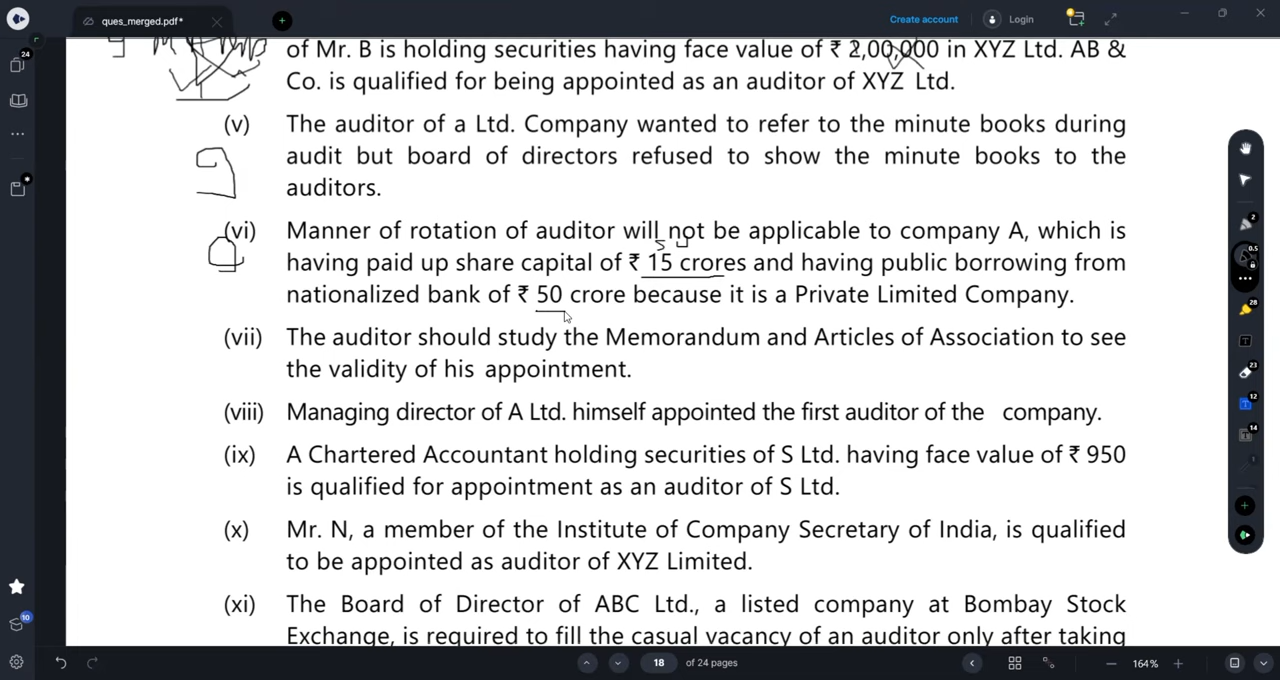 ques_merged.pdf*
Create account
Login
of Mr. B is holding securities having face value of ₹ 2,00,000 in XYZ Ltd. AB &
Co. is qualified for being appointed as an auditor of XYZ Ltd.
(v) The auditor of a Ltd. Company wanted to refer to the minute books during
audit but board of directors refused to show the minute books to the
auditors.
(vi) Manner of rotation of auditor will not be applicable to company A, which is
having paid up share capital of ₹ 15 crores and having public borrowing from
nationalized bank of ₹ 50 crore because it is a Private Limited Company.
(vii) The auditor should study the Memorandum and Articles of Association to see
the validity of his appointment.
(viii) Managing director of A Ltd. himself appointed the first auditor of the company.
(ix) A Chartered Accountant holding securities of S Ltd. having face value of ₹ 950
is qualified for appointment as an auditor of S Ltd.
(x) Mr. N, a member of the Institute of Company Secretary of India, is qualified
to be appointed as auditor of XYZ Limited.
(xi) The Board of Director of ABC Ltd., a listed company at Bombay Stock
Exchange, is required to fill the casual vacancy of an auditor only after taking
24
10
2
0.5
28
23
12
14
18 of 24 pages
164%